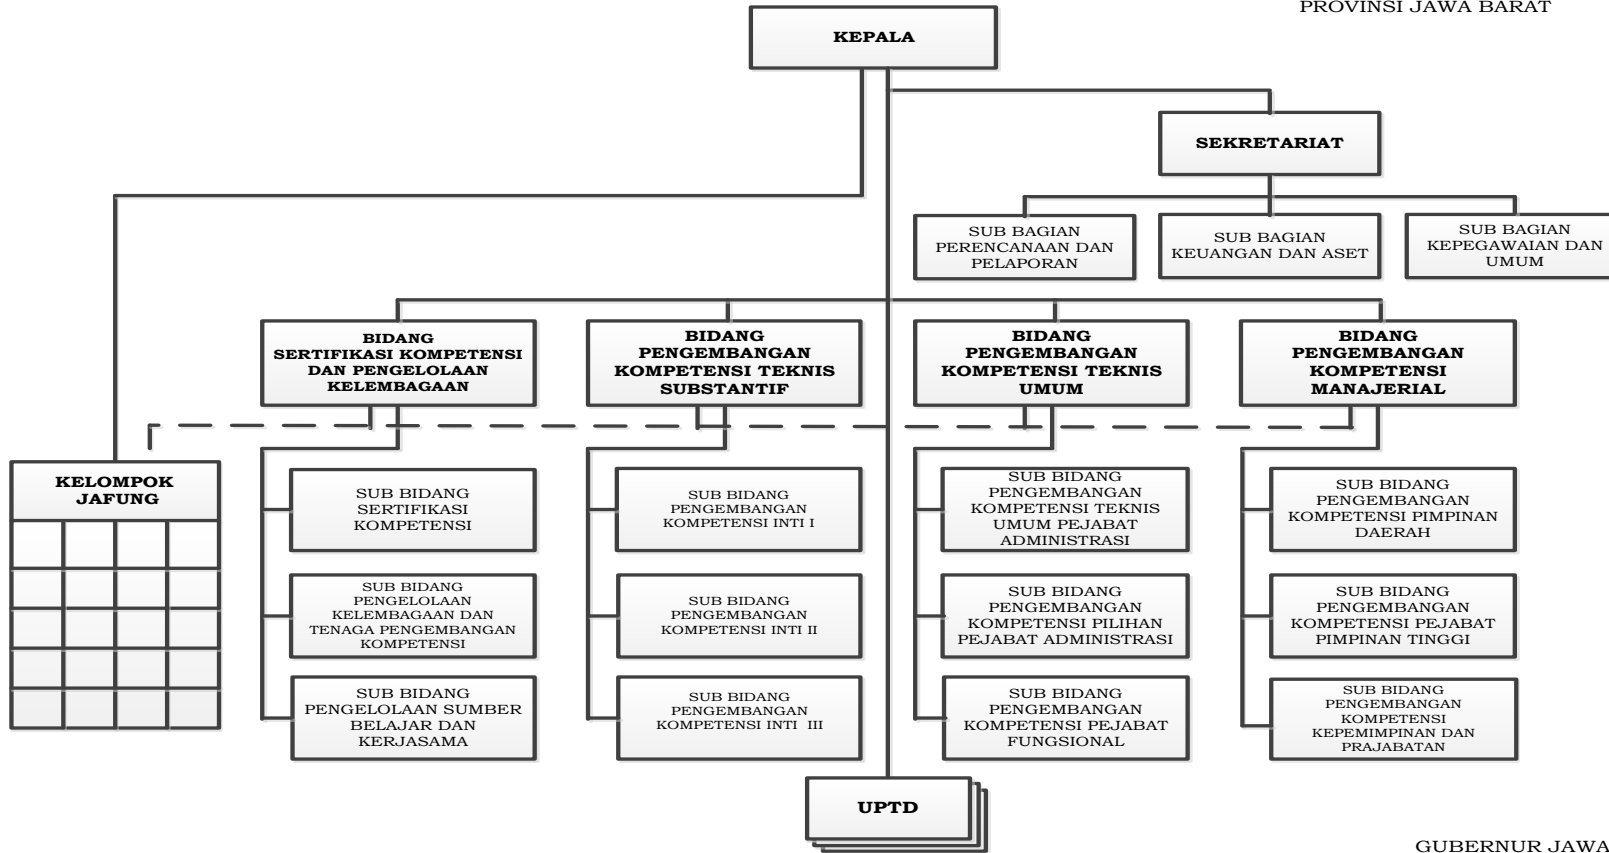 PROVINSI JAWA BARAT
KEPALA
SEKRETARIAT
SUB BAGIAN
PERENCANAAN DAN
PELAPORAN
SUB BAGIAN
KEUANGAN DAN ASET
SUB BAGIAN
KEPEGAWAIAN DAN
UMUM
BIDANG
SERTIFIKASI KOMPETENSI
DAN PENGELOLAAN
KELEMBAGAAN
BIDANG
PENGEMBANGAN
KOMPETENSI TEKNIS
SUBSTANTIF
BIDANG
PENGEMBANGAN
KOMPETENSI TEKNIS
UMUM
BIDANG
PENGEMBANGAN
KOMPETENSI
MANAJERIAL
KELOMPOK
JAFUNG
SUB BIDANG
SERTIFIKASI
KOMPETENSI
SUB BIDANG
PENGEMBANGAN
KOMPETENSI INTI I
SUB BIDANG
PENGEMBANGAN
KOMPETENSI TEKNIS
UMUM PEJABAT
ADMINISTRASI
SUB BIDANG
PENGEMBANGAN
KOMPETENSI PIMPINAN
DAERAH
SUB BIDANG
PENGELOLAAN
KELEMBAGAAN DAN
TENAGA PENGEMBANGAN
KOMPETENSI
SUB BIDANG
PENGEMBANGAN
KOMPETENSI INTI II
SUB BIDANG
PENGEMBANGAN
KOMPETENSI PILIHAN
PEJABAT ADMINISTRASI
SUB BIDANG
PENGEMBANGAN
KOMPETENSI PEJABAT
PIMPINAN TINGGI
SUB BIDANG
PENGELOLAAN SUMBER
BELAJAR DAN
KERJASAMA
SUB BIDANG
PENGEMBANGAN
KOMPETENSI INTI III
SUB BIDANG
PENGEMBANGAN
KOMPETENSI PEJABAT
FUNGSIONAL
SUB BIDANG
PENGEMBANGAN
KOMPETENSI
KEPEMIMPINAN DAN
PRAJABATAN
UPTD
GUBERNUR JAWA